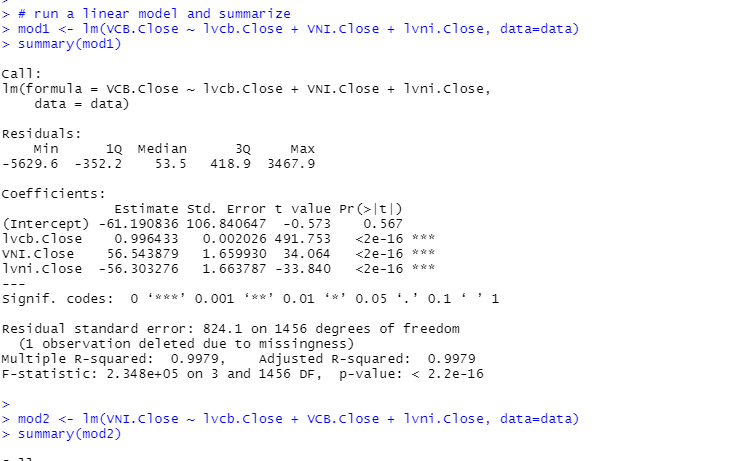 >
> # run a linear model and summarize
> mod1 <- lm(VCB.Close ~ lvcb.Close + VNI.Close + lvni.Close, data=data)
> summary(mod1)

Call:
lm(formula = VCB.Close ~ lvcb.Close + VNI.Close + lvni.Close,
    data = data)

Residuals:
    Min      1Q  Median      3Q     Max
-5629.6  -352.2    53.5   418.9  3467.9

Coefficients:
              Estimate Std. Error t value Pr(>|t|)
(Intercept) -61.190836 106.840647  -0.573    0.567
lvcb.Close    0.996433   0.002026 491.753   <2e-16 ***
VNI.Close    56.543879   1.659930  34.064   <2e-16 ***
lvni.Close  -56.303276   1.663787 -33.840   <2e-16 ***
---
Signif. codes:  0 ‘***’ 0.001 ‘**’ 0.01 ‘*’ 0.05 ‘.’ 0.1 ‘ ’ 1

Residual standard error: 824.1 on 1456 degrees of freedom
  (1 observation deleted due to missingness)
Multiple R-squared:  0.9979,    Adjusted R-squared:  0.9979
F-statistic: 2.348e+05 on 3 and 1456 DF,  p-value: < 2.2e-16

>
> mod2 <- lm(VNI.Close ~ lvcb.Close + VCB.Close + lvni.Close, data=data)
> summary(mod2)